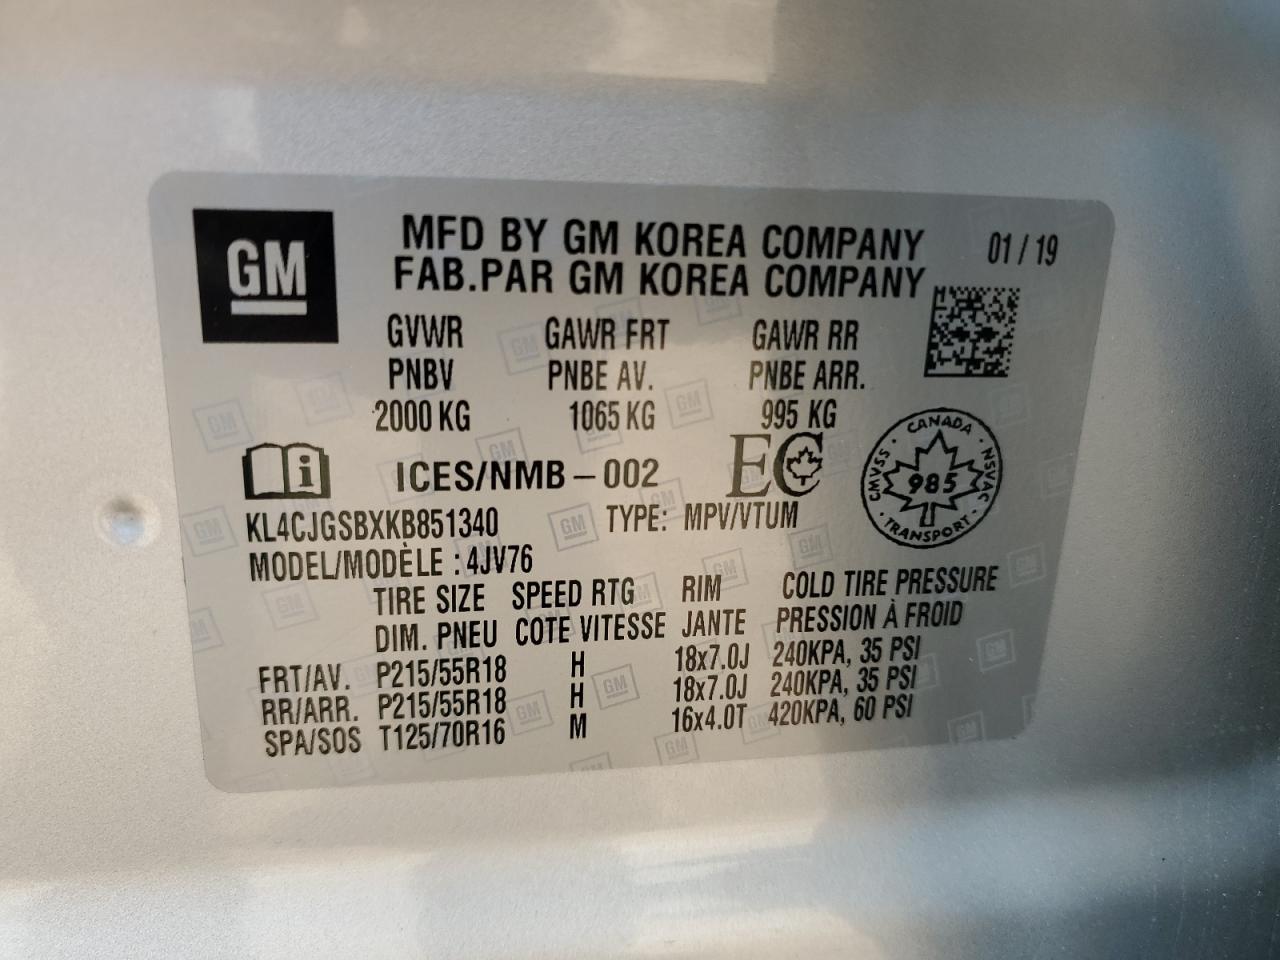 GM
MFD BY GM KOREA COMPANY 01 / 19
FAB.PAR GM KOREA COMPANY
GVWR GAWR FRT GAWR RR
PNBV PNBE AV. PNBE ARR.
2000 KG 1065 KG 995 KG
ICES/NMB-002 EC
CANADA
CMVSS 985 NSVAC
TRANSPORT
KL4CJGSBXKB851340 TYPE: MPV/VTUM
MODEL/MODÈLE : 4JV76
TIRE SIZE SPEED RTG RIM COLD TIRE PRESSURE
DIM. PNEU COTE VITESSE JANTE PRESSION À FROID
FRT/AV. P215/55R18 H 18x7.0J 240KPA, 35 PSI
RR/ARR. P215/55R18 H 18x7.0J 240KPA, 35 PSI
SPA/SOS T125/70R16 M 16x4.0T 420KPA, 60 PSI